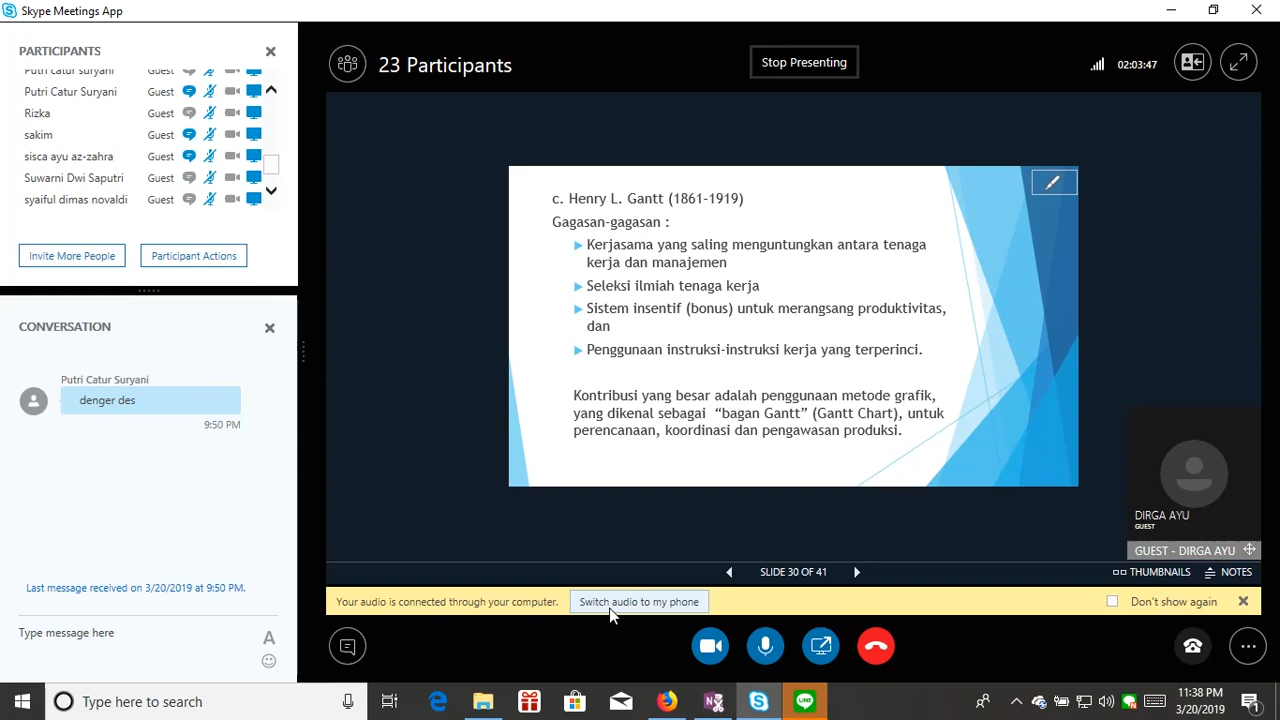 Skype Meetings App
PARTICIPANTS
Putri catur suryani Guest
Putri Catur Suryani Guest
Rizka Guest
sakim Guest
sisca ayu az-zahra Guest
Suwarni Dwi Saputri Guest
syaiful dimas novaldi Guest
Invite More People Participant Actions
CONVERSATION
Putri Catur Suryani
denger des
9:50 PM
Last message received on 3/20/2019 at 9:50 PM.
Type message here
A
23 Participants
Stop Presenting
02:03:47
c. Henry L. Gantt (1861-1919)
Gagasan-gagasan :
Kerjasama yang saling menguntungkan antara tenaga
kerja dan manajemen
Seleksi ilmiah tenaga kerja
Sistem insentif (bonus) untuk merangsang produktivitas,
dan
Penggunaan instruksi-instruksi kerja yang terperinci.
Kontribusi yang besar adalah penggunaan metode grafik,
yang dikenal sebagai “bagan Gantt” (Gantt Chart), untuk
perencanaan, koordinasi dan pengawasan produksi.
DIRGA AYU
GUEST
GUEST - DIRGA AYU
SLIDE 30 OF 41
THUMBNAILS NOTES
Your audio is connected through your computer. Switch audio to my phone Don't show again
Type here to search
LINE
11:38 PM
3/20/2019
1